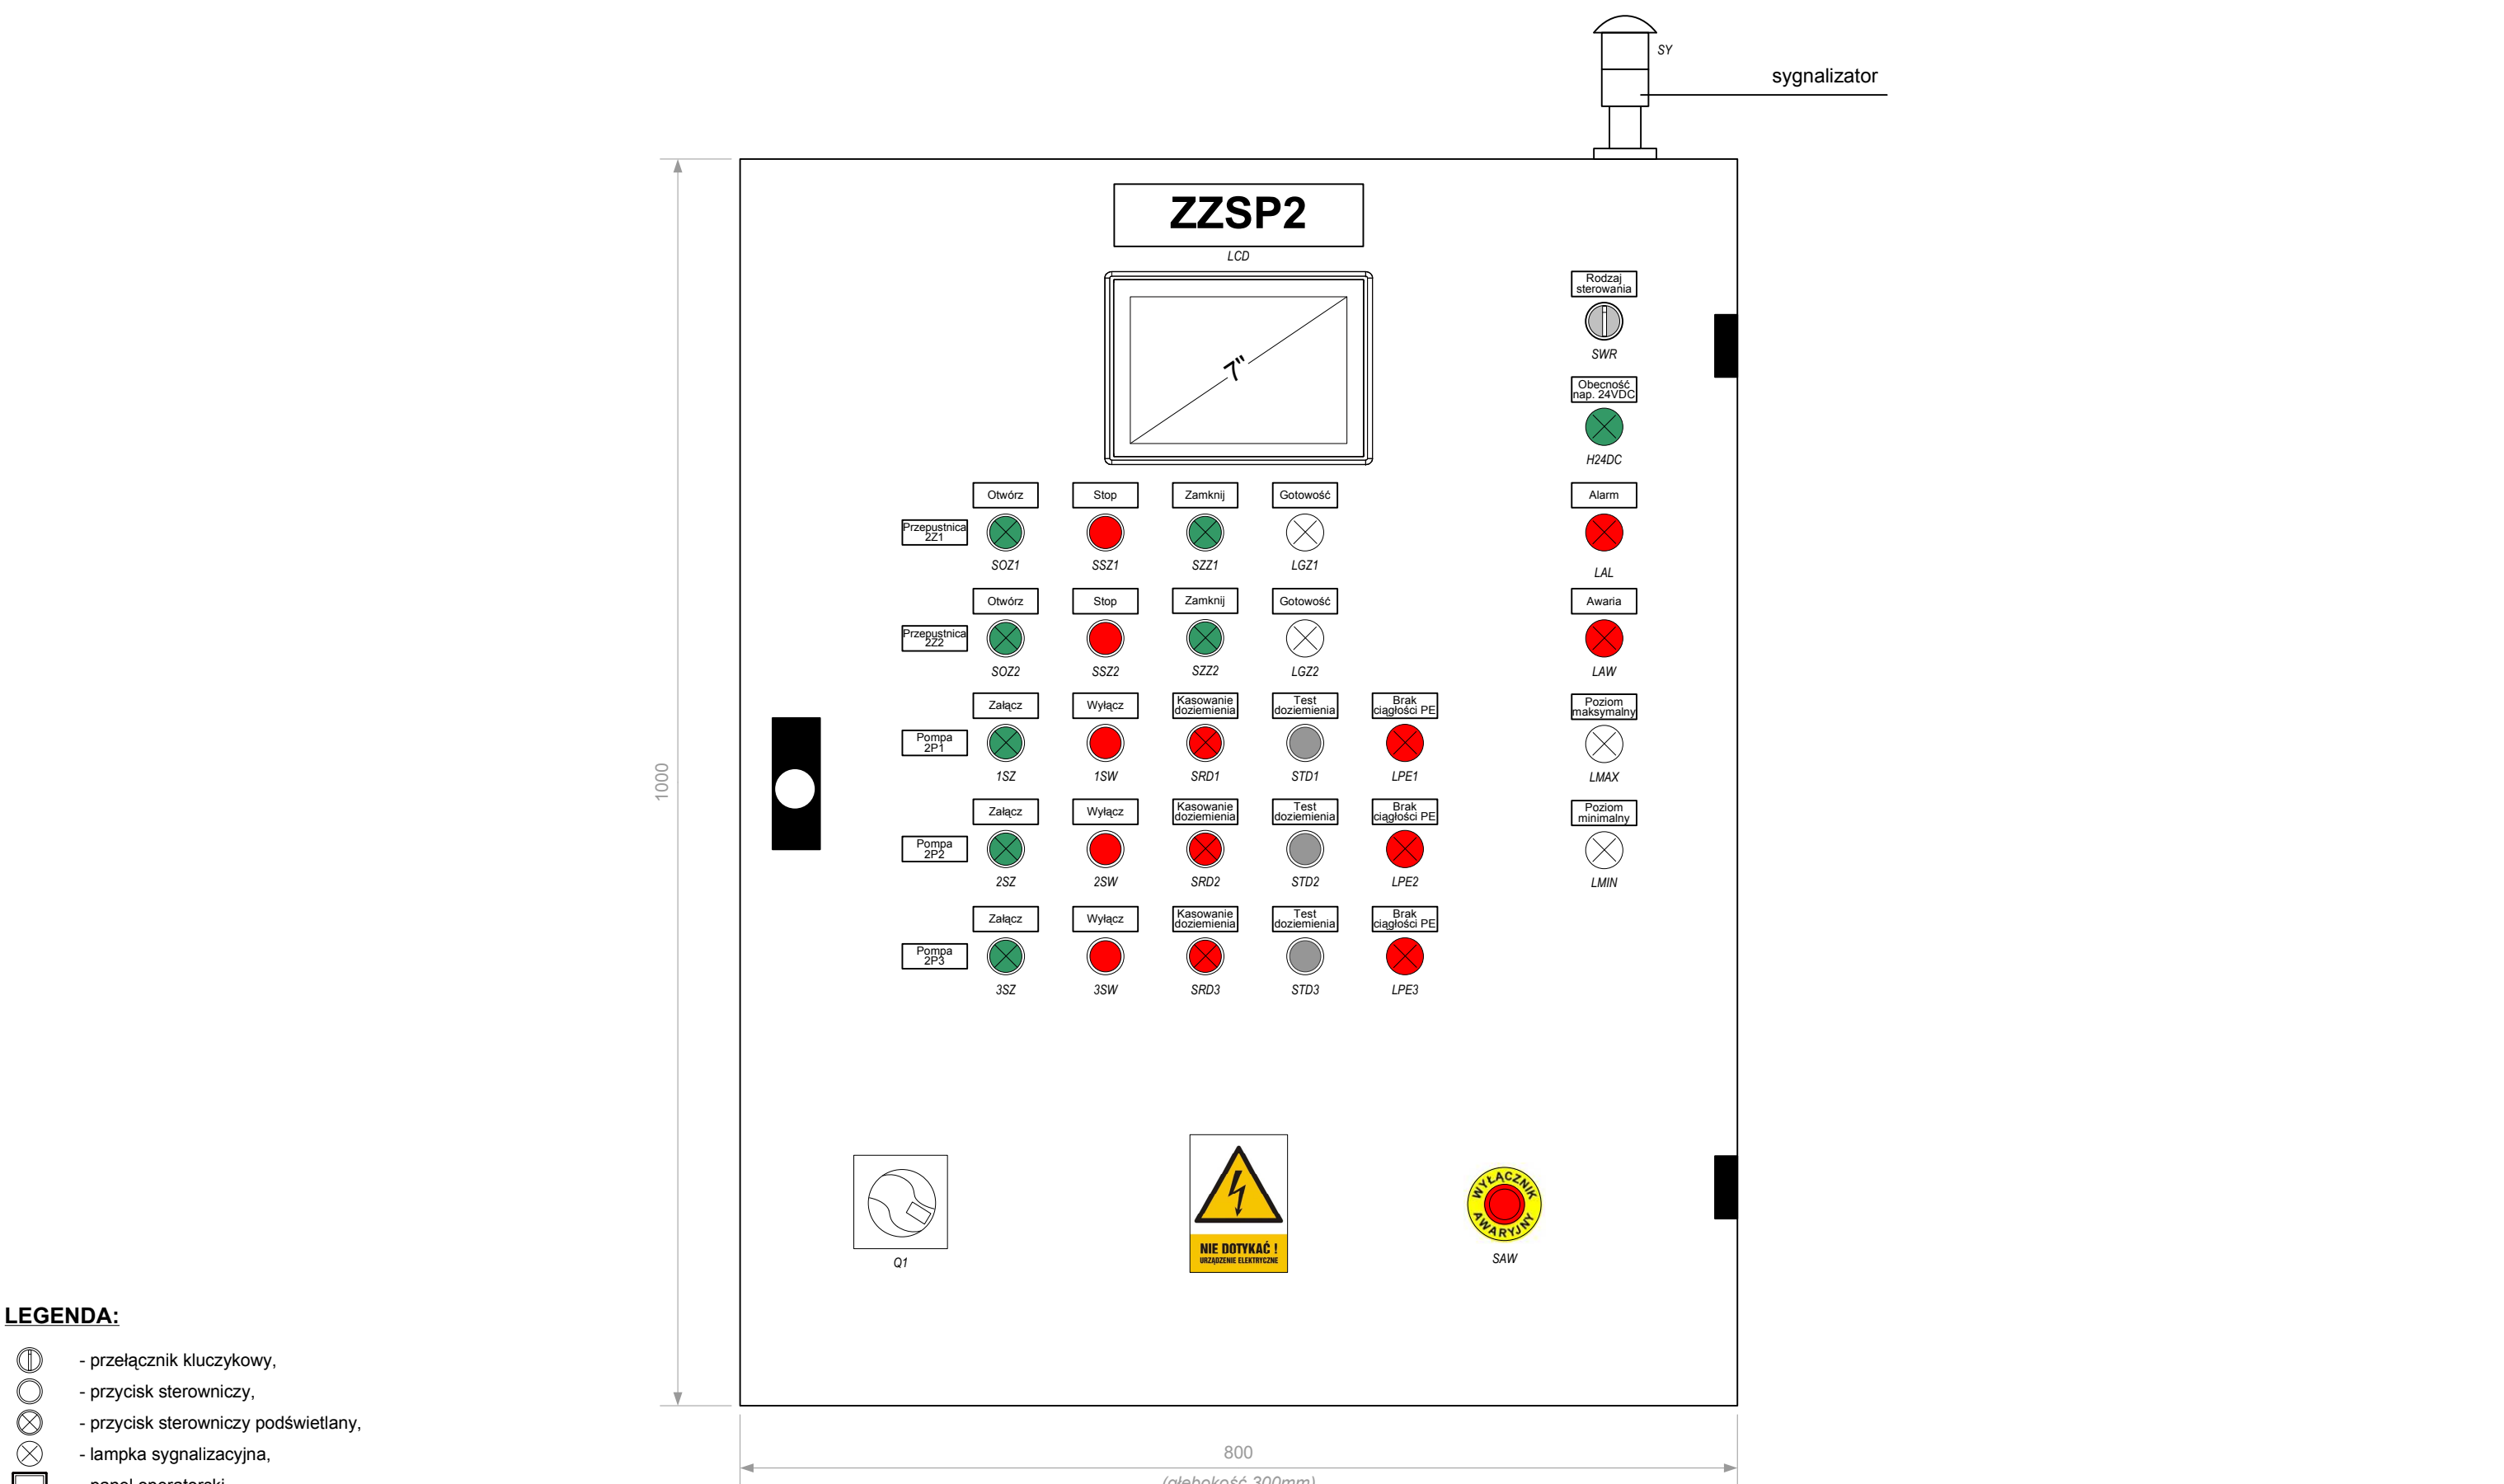 SY
sygnalizator
ZZSP2
LCD
7"
Rodzaj
sterowania
SWR
Obecność
nap. 24VDC
H24DC
Otwórz
Stop
Zamknij
Gotowość
Alarm
Przepustnica
2Z1
SOZ1
SSZ1
SZZ1
LGZ1
LAL
Otwórz
Stop
Zamknij
Gotowość
Awaria
Przepustnica
2Z2
SOZ2
SSZ2
SZZ2
LGZ2
LAW
Załącz
Wyłącz
Kasowanie
doziemienia
Test
doziemienia
Brak
ciągłości PE
Poziom
maksymalny
Pompa
2P1
1SZ
1SW
SRD1
STD1
LPE1
LMAX
1000
Załącz
Wyłącz
Kasowanie
doziemienia
Test
doziemienia
Brak
ciągłości PE
Poziom
minimalny
Pompa
2P2
2SZ
2SW
SRD2
STD2
LPE2
LMIN
Załącz
Wyłącz
Kasowanie
doziemienia
Test
doziemienia
Brak
ciągłości PE
Pompa
2P3
3SZ
3SW
SRD3
STD3
LPE3
Q1
NIE DOTYKAĆ !
URZĄDZENIE ELEKTRYCZNE
WYŁĄCZNIK
AWARYJNY
SAW
LEGENDA:
- przełącznik kluczykowy,
- przycisk sterowniczy,
- przycisk sterowniczy podświetlany,
- lampka sygnalizacyjna,
- panel operatorski
800
(głębokość 300mm)